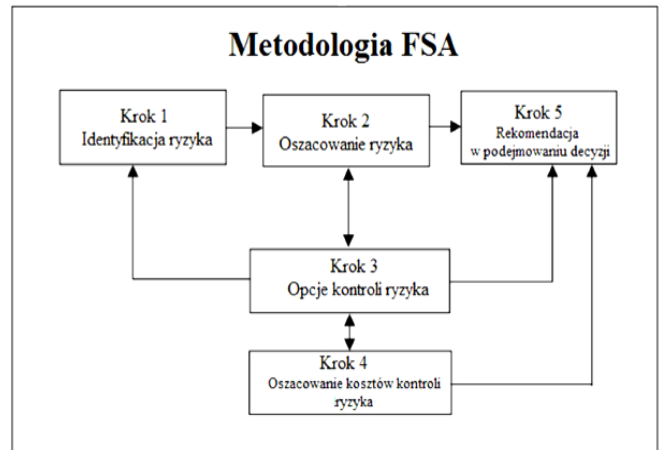 Metodologia FSA
Krok 1
Identyfikacja ryzyka
Krok 2
Oszacowanie ryzyka
Krok 5
Rekomendacja
w podejmowaniu decyzji
Krok 3
Opcje kontroli ryzyka
Krok 4
Oszacowanie kosztów kontroli
ryzyka